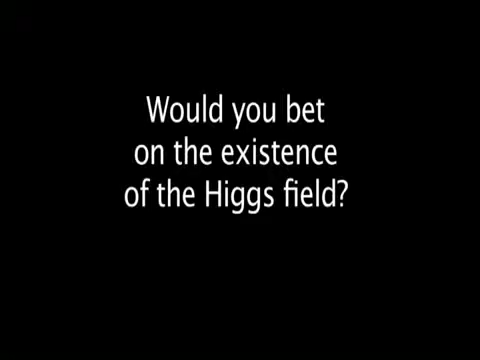 Would you bet
on the existence
of the Higgs field?